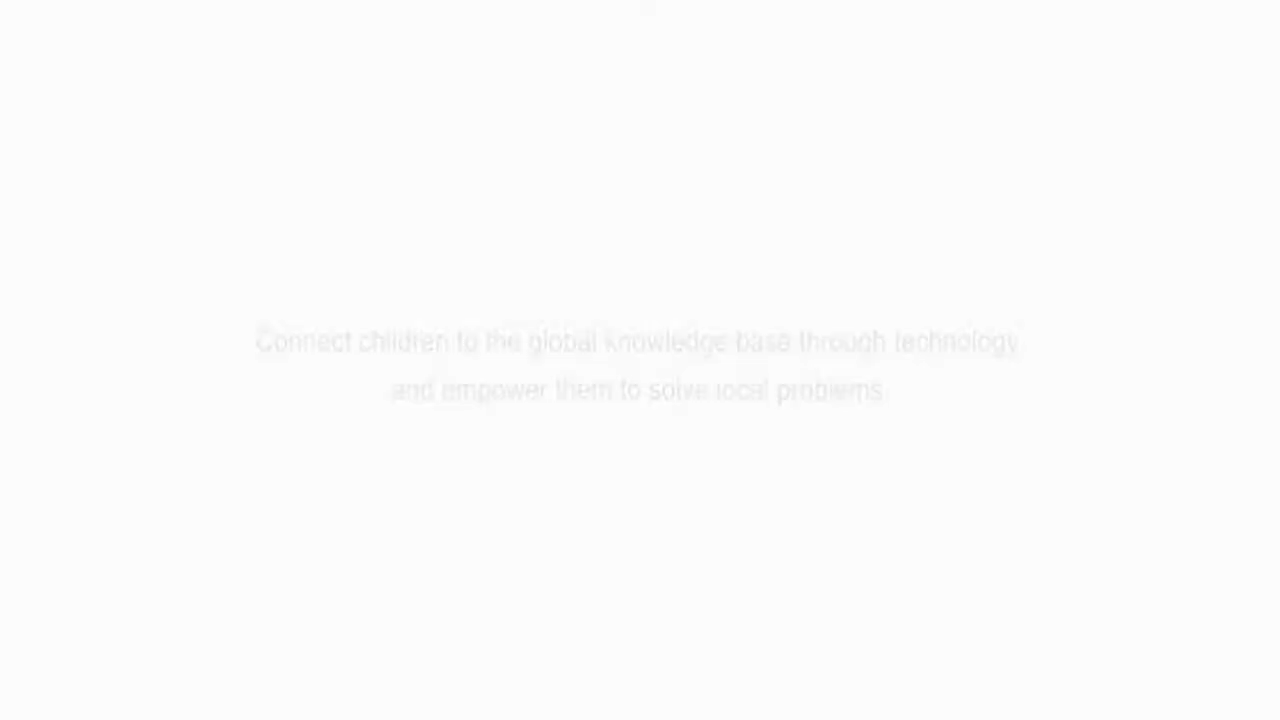 Connect children to the global knowledge base through technology
and empower them to solve local problems.